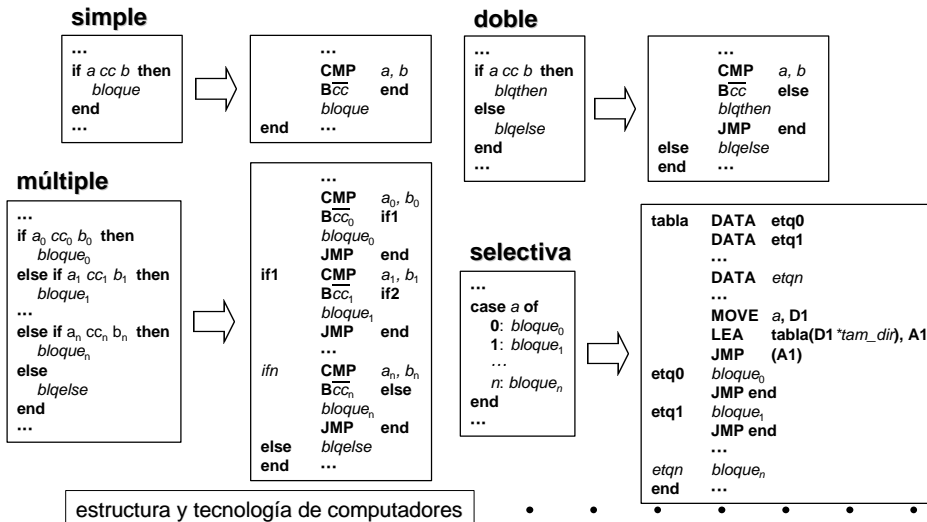 simple
...
if a cc b then
bloque
end
...
...
CMP a, b
Bcc end
bloque
end ...
doble
...
if a cc b then
blqthen
else
blqelse
end
...
...
CMP a, b
Bcc else
blqthen
JMP end
else blqelse
end ...
múltiple
...
if a0 cc0 b0 then
bloque0
else if a1 cc1 b1 then
bloque1
...
else if an ccn bn then
bloquen
else
blqelse
end
...
...
CMP a0, b0
Bcc0 if1
bloque0
JMP end
if1 CMP a1, b1
Bcc1 if2
bloque1
JMP end
...
ifn CMP an, bn
Bccn else
bloquen
JMP end
else blqelse
end ...
selectiva
...
case a of
0: bloque0
1: bloque1
...
n: bloquen
end
...
tabla DATA etq0
DATA etq1
...
DATA etqn
...
MOVE a, D1
LEA tabla(D1*tam_dir), A1
JMP (A1)
etq0 bloque0
JMP end
etq1 bloque1
JMP end
...
etqn bloquen
end ...
estructura y tecnología de computadores